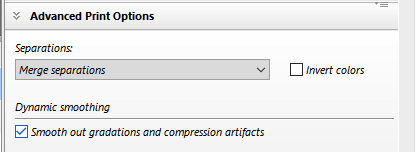 Advanced Print Options
Separations:
Merge separations
Invert colors
Dynamic smoothing
Smooth out gradations and compression artifacts